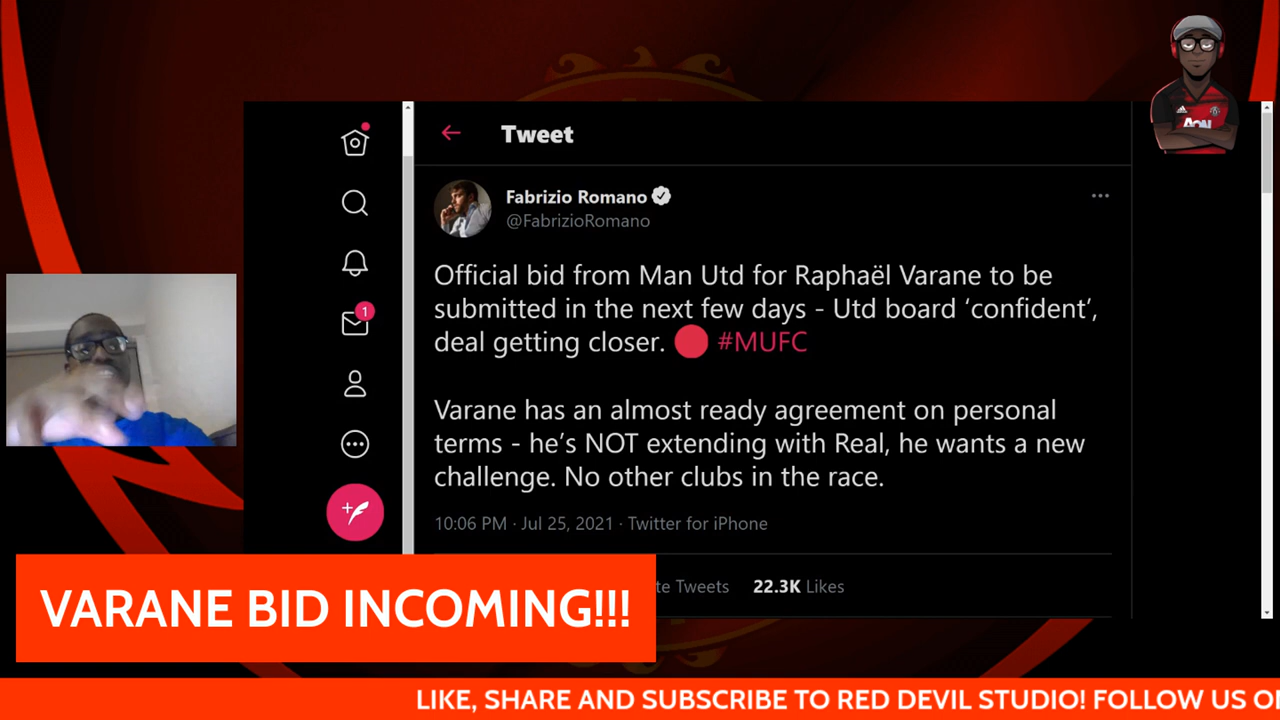 AON
Tweet
Fabrizio Romano
@FabrizioRomano
Official bid from Man Utd for Raphaël Varane to be
submitted in the next few days - Utd board ‘confident’,
deal getting closer. #MUFC
1
Varane has an almost ready agreement on personal
terms - he’s NOT extending with Real, he wants a new
challenge. No other clubs in the race.
10:06 PM · Jul 25, 2021 · Twitter for iPhone
te Tweets 22.3K Likes
VARANE BID INCOMING!!!
LIKE, SHARE AND SUBSCRIBE TO RED DEVIL STUDIO! FOLLOW US